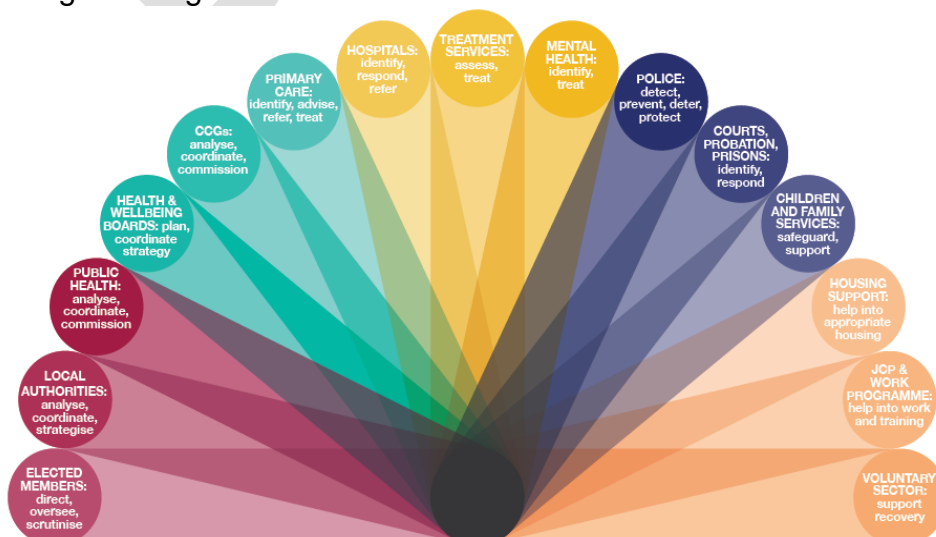 ELECTED
MEMBERS:
direct,
oversee,
scrutinise
LOCAL
AUTHORITIES:
analyse,
coordinate,
strategise
PUBLIC
HEALTH:
analyse,
coordinate,
commission
HEALTH &
WELLBEING
BOARDS: plan,
coordinate
strategy
CCGs:
analyse,
coordinate,
commission
PRIMARY
CARE:
identify, advise,
refer, treat
HOSPITALS:
identify,
respond,
refer
TREATMENT
SERVICES:
assess,
treat
MENTAL
HEALTH:
identify,
treat
POLICE:
detect,
prevent, deter,
protect
COURTS,
PROBATION,
PRISONS:
identify,
respond
CHILDREN
AND FAMILY
SERVICES:
safeguard,
support
HOUSING
SUPPORT:
help into
appropriate
housing
JCP &
WORK
PROGRAMME:
help into work
and training
VOLUNTARY
SECTOR:
support
recovery